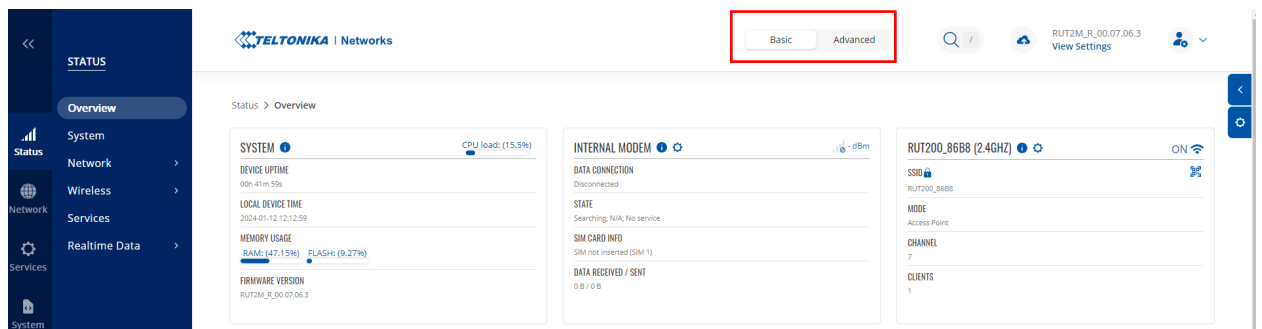 TELTONIKA | Networks
Basic
Advanced
/
RUT2M_R_00.07.06.3
View Settings
STATUS
Overview
System
Network
Wireless
Services
Realtime Data
Status
Network
Services
System
Status > Overview
SYSTEM
CPU load: (15.5%)
DEVICE UPTIME
00h 41m 59s
LOCAL DEVICE TIME
2024-01-12 12:12:59
MEMORY USAGE
RAM: (47.15%) FLASH: (9.27%)
FIRMWARE VERSION
RUT2M_R_00.07.06.3
INTERNAL MODEM
- dBm
DATA CONNECTION
Disconnected
STATE
Searching; N/A; No service
SIM CARD INFO
SIM not inserted (SIM 1)
DATA RECEIVED / SENT
0 B / 0 B
RUT200_86B8 (2.4GHZ)
ON
SSID
RUT200_86B8
MODE
Access Point
CHANNEL
7
CLIENTS
1